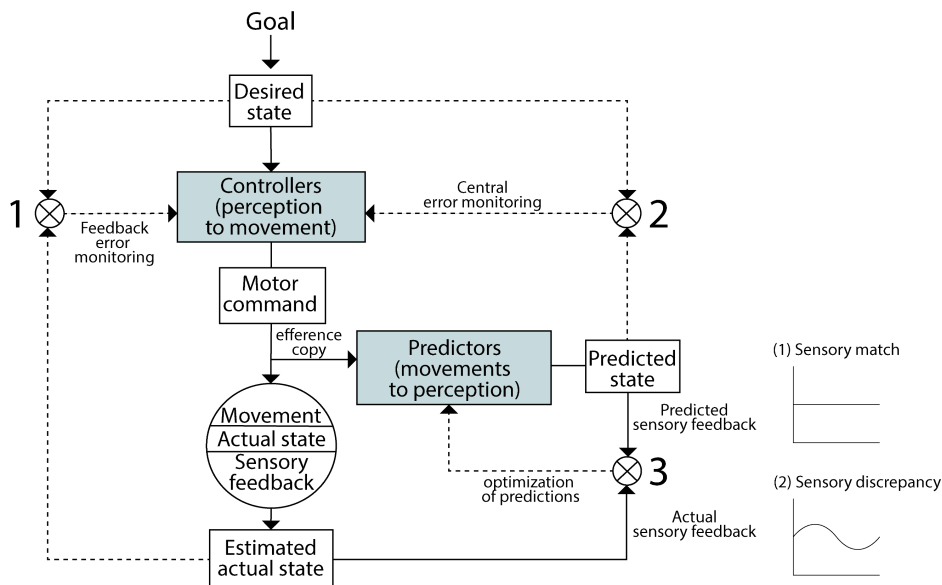 Goal
Desired
state
Controllers
(perception
to movement)
1
Feedback
error
monitoring
Central
error monitoring
2
Motor
command
efference
copy
Predictors
(movements
to perception)
Predicted
state
Movement
Actual state
Sensory
feedback
Predicted
sensory feedback
3
optimization
of predictions
Actual
sensory feedback
Estimated
actual state
(1) Sensory match
(2) Sensory discrepancy